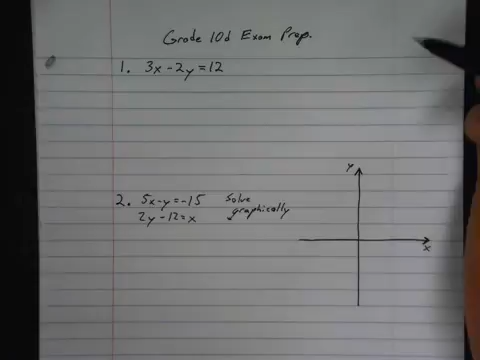 Grade 10d Exam Prep.
1. 3x-2y=12
y
2. 5x-y=-15 Solve
2y-12=x graphically
x